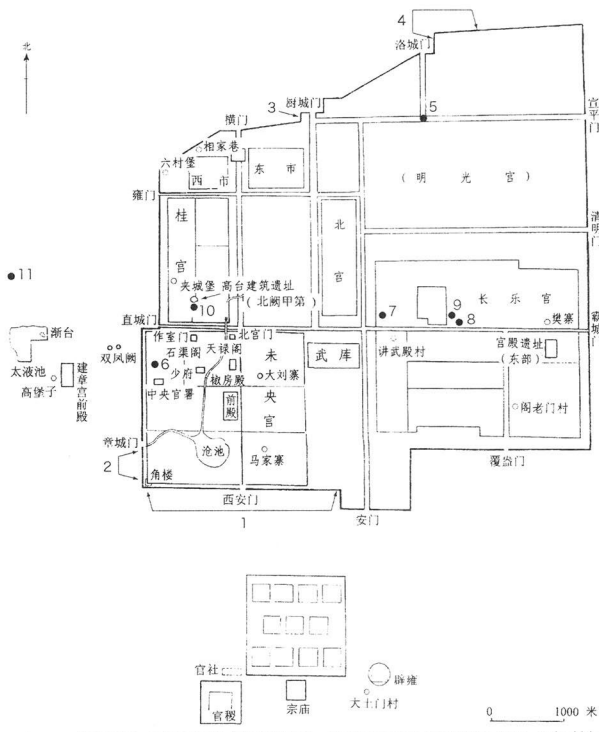 4
北
洛城门
厨城门
3
5
宣平门
横门
相家巷
六村堡
西市
东市
(明光宫)
雍门
桂宫
北宫
清明门
11
夹城堡
高台建筑遗址
(北阙甲第)
10
7
9
8
长乐宫
樊寨
直城门
霸城门
渐台
太液池
高堡子
建章宫前殿
双凤阙
作室门
北宫门
石渠阁
天禄阁
未央宫
武库
讲武殿村
宫殿遗址
(东部)
6
少府
椒房殿
大刘寨
中央官署
前殿
阁老门村
章城门
2
沧池
马家寨
覆盎门
角楼
西安门
1
安门
官社
官稷
宗庙
辟雍
大土门村
0 1000 米